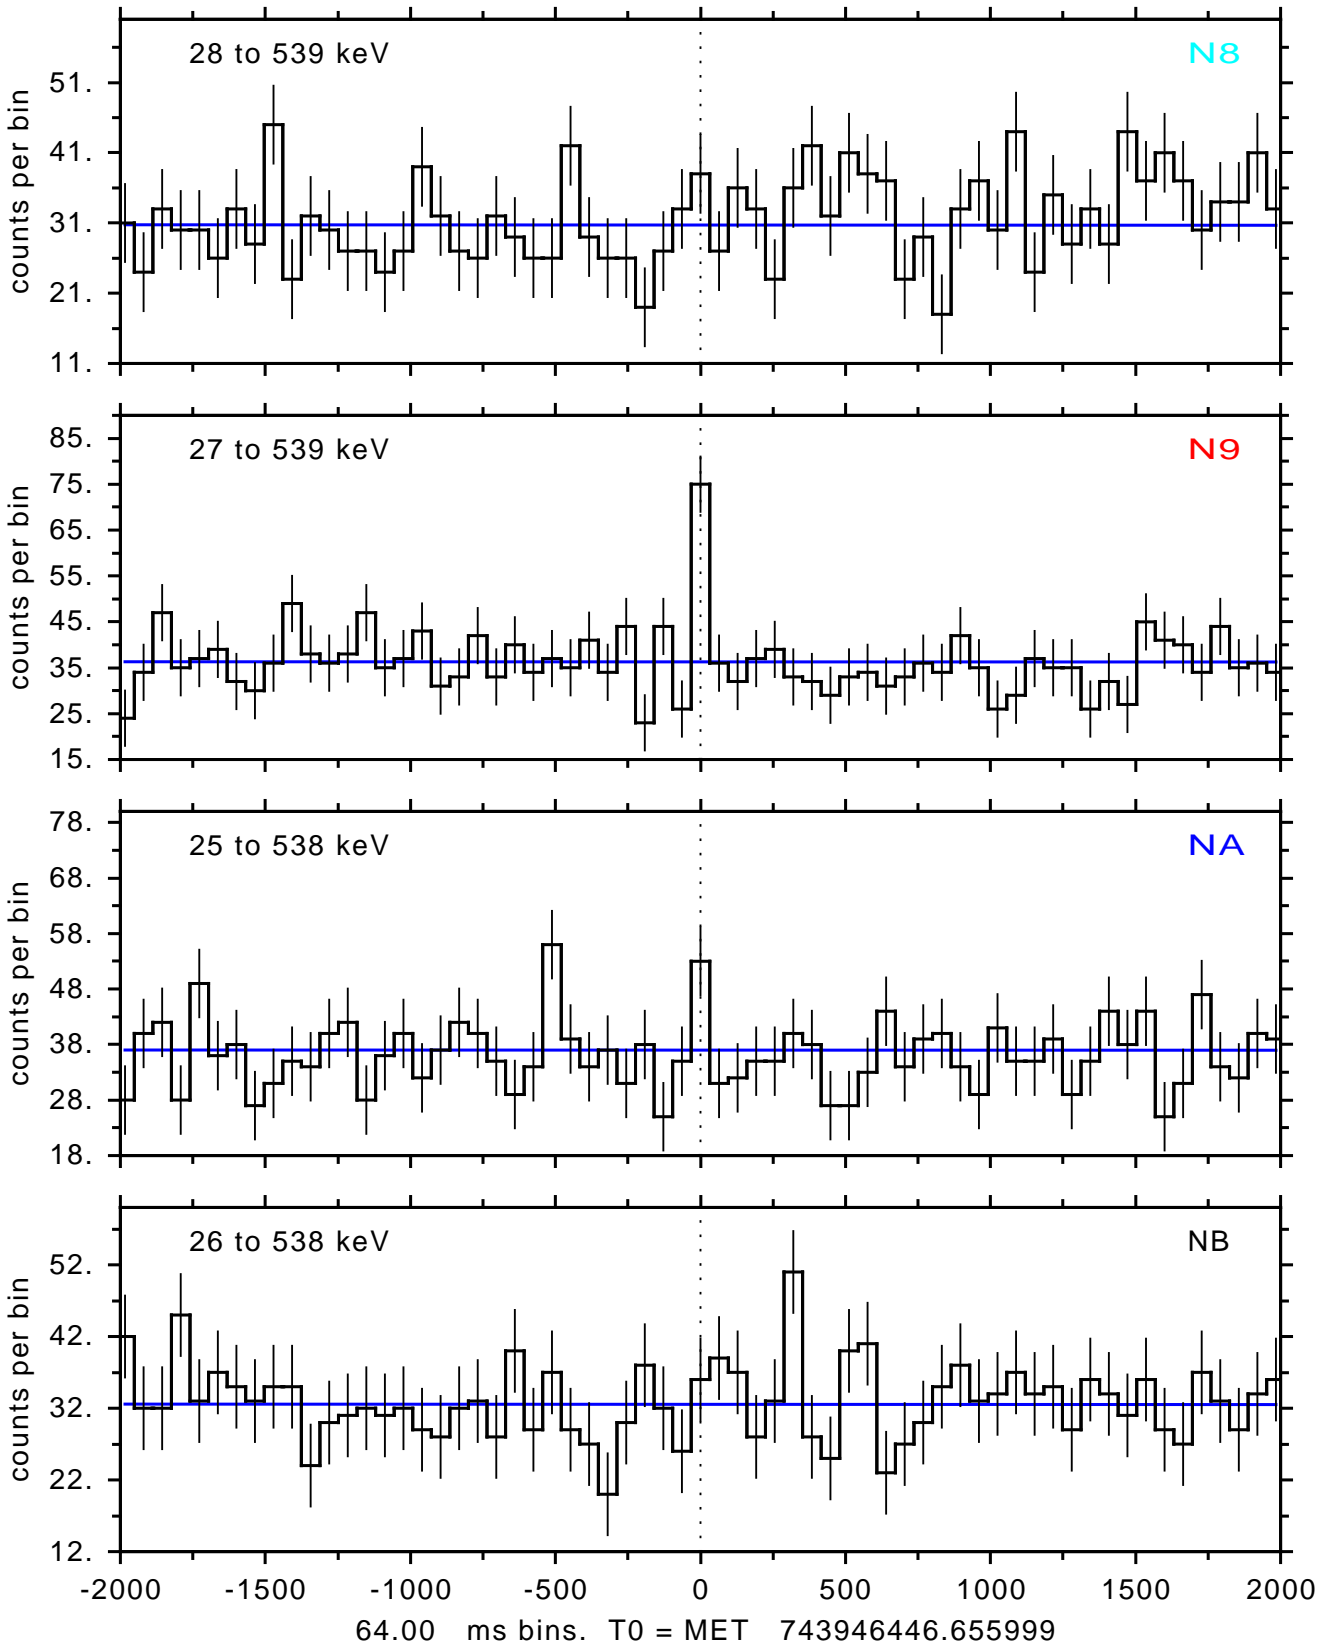 28 to 539 keV N8
counts per bin
51.
41.
31.
21.
11.
27 to 539 keV N9
counts per bin
85.
75.
65.
55.
45.
35.
25.
15.
25 to 538 keV NA
counts per bin
78.
68.
58.
48.
38.
28.
18.
26 to 538 keV NB
counts per bin
52.
42.
32.
22.
12.
-2000 -1500 -1000 -500 0 500 1000 1500 2000
64.00 ms bins. T0 = MET 743946446.655999